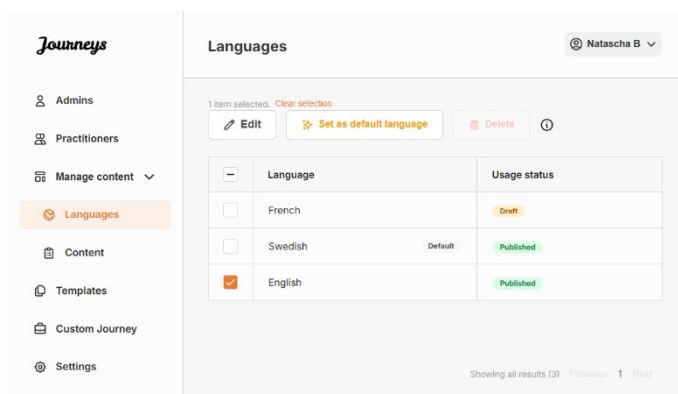 Journeys
Languages
Natascha B
Admins
Practitioners
Manage content
Languages
Content
Templates
Custom Journey
Settings
1 item selected. Clear selection
Edit
Set as default language
Delete
Language Usage status
French Draft
Swedish Default Published
English Published
Showing all results (3) Previous 1 Next